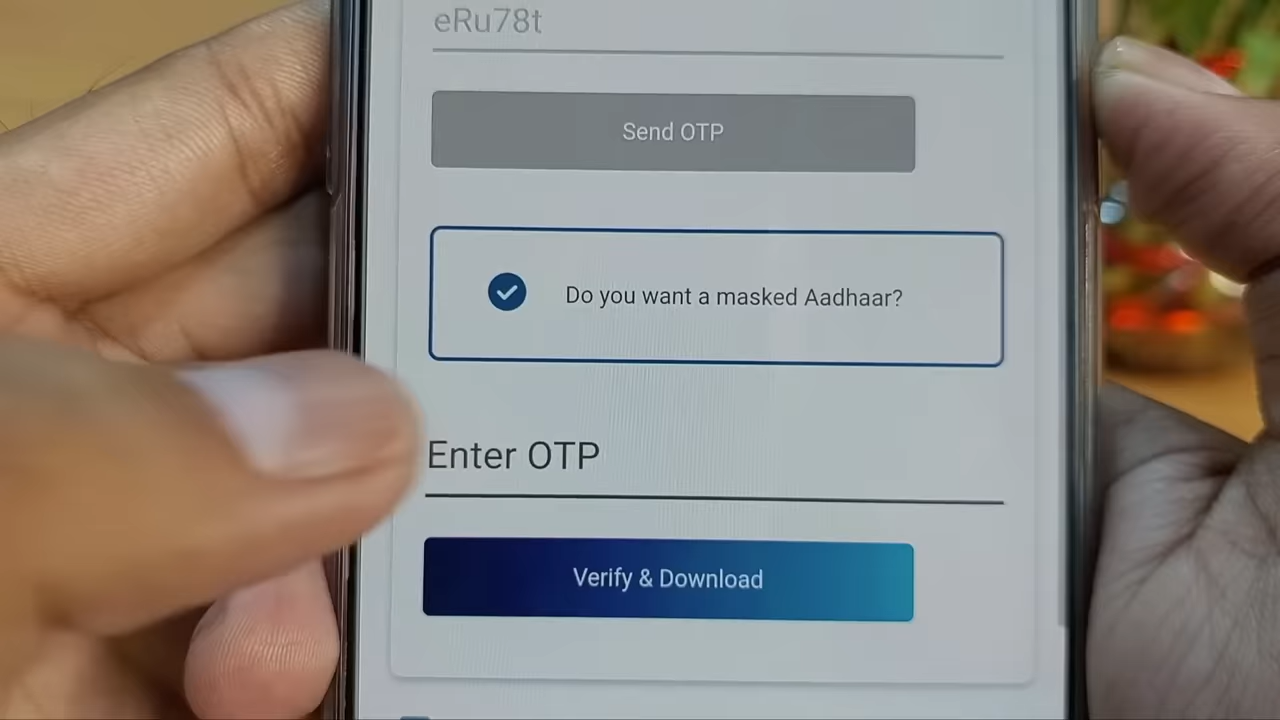 eRu78t
Send OTP
Do you want a masked Aadhaar?
Enter OTP
Verify & Download